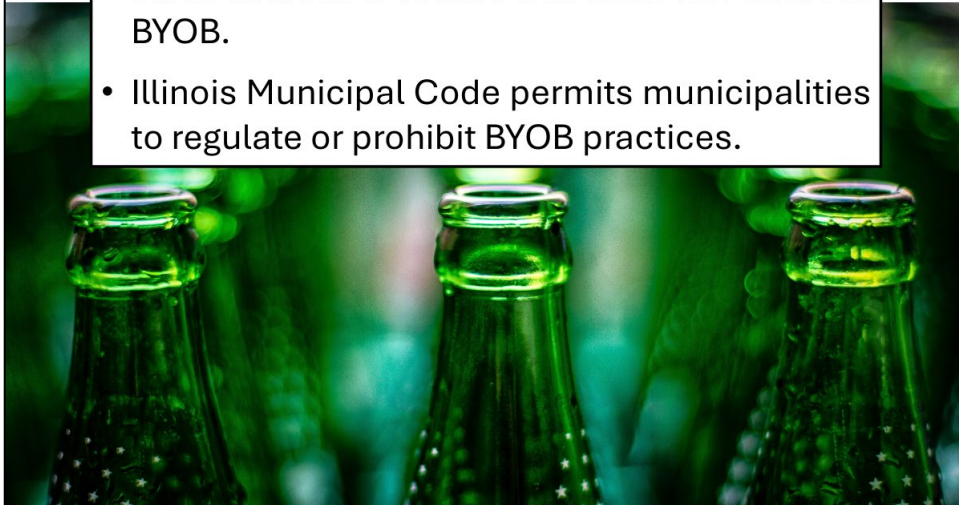 BYOB.
• Illinois Municipal Code permits municipalities
to regulate or prohibit BYOB practices.